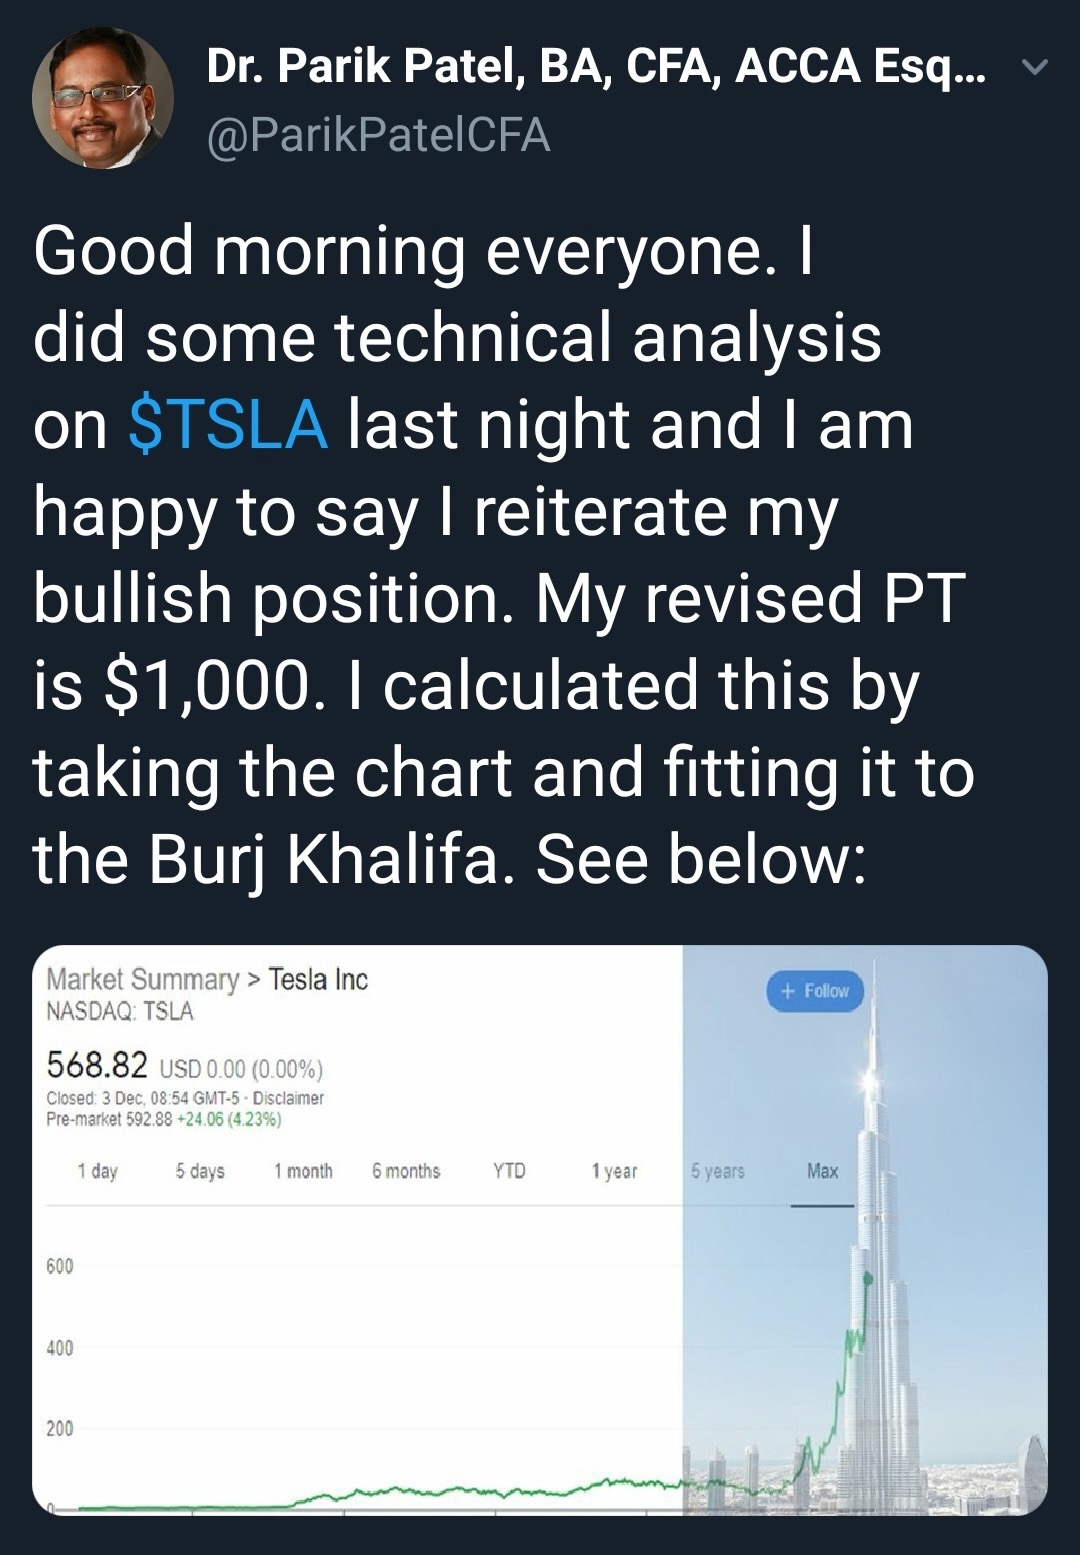 Dr. Parik Patel, BA, CFA, ACCA Esq...
@ParikPatelCFA
Good morning everyone. I
did some technical analysis
on $TSLA last night and I am
happy to say I reiterate my
bullish position. My revised PT
is $1,000. I calculated this by
taking the chart and fitting it to
the Burj Khalifa. See below:
Market Summary > Tesla Inc
NASDAQ: TSLA
+ Follow
568.82 USD 0.00 (0.00%)
Closed: 3 Dec, 08:54 GMT-5 · Disclaimer
Pre-market 592.88 +24.06 (4.23%)
1 day 5 days 1 month 6 months YTD 1 year 5 years Max
600
400
200
0